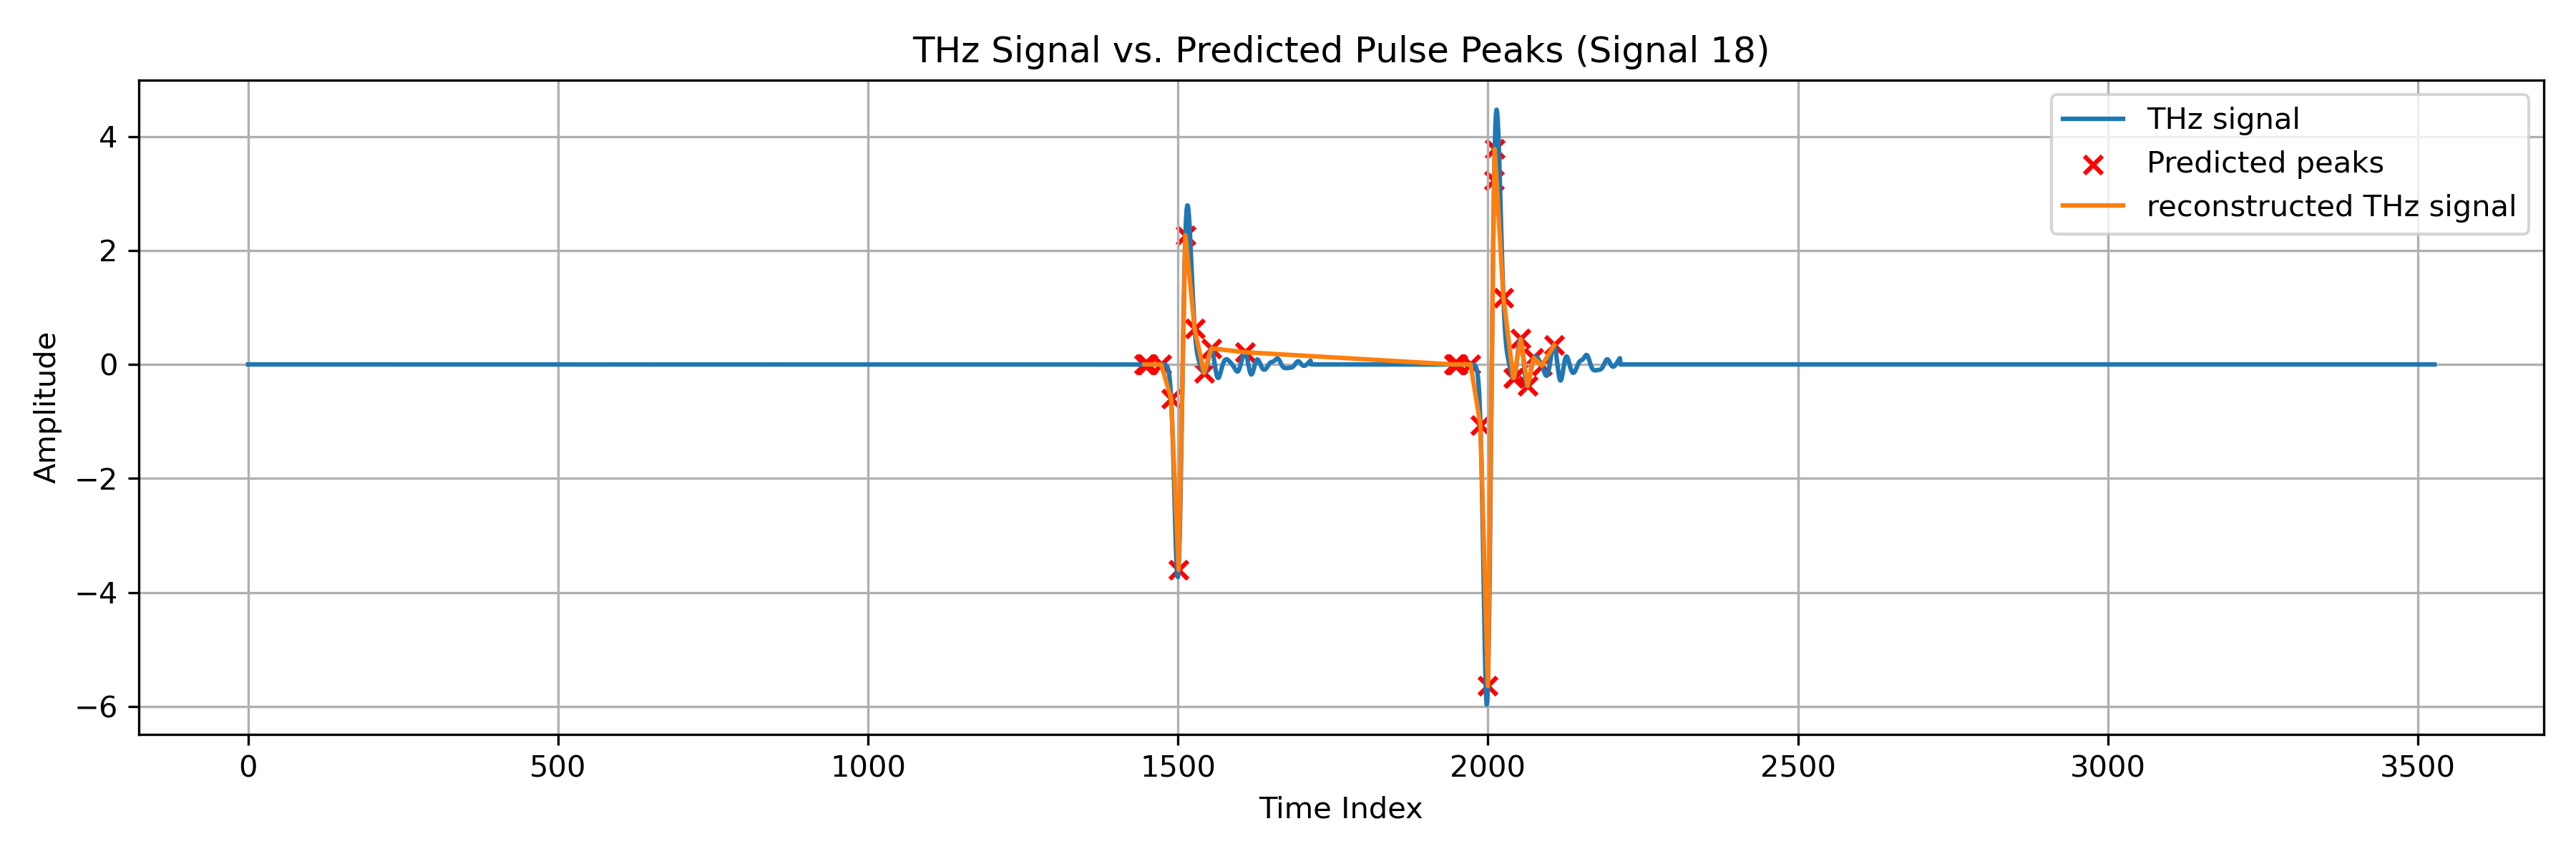 THz Signal vs. Predicted Pulse Peaks (Signal 18)
THz signal
Predicted peaks
reconstructed THz signal
Amplitude
4
2
0
−2
−4
−6
0 500 1000 1500 2000 2500 3000 3500
Time Index